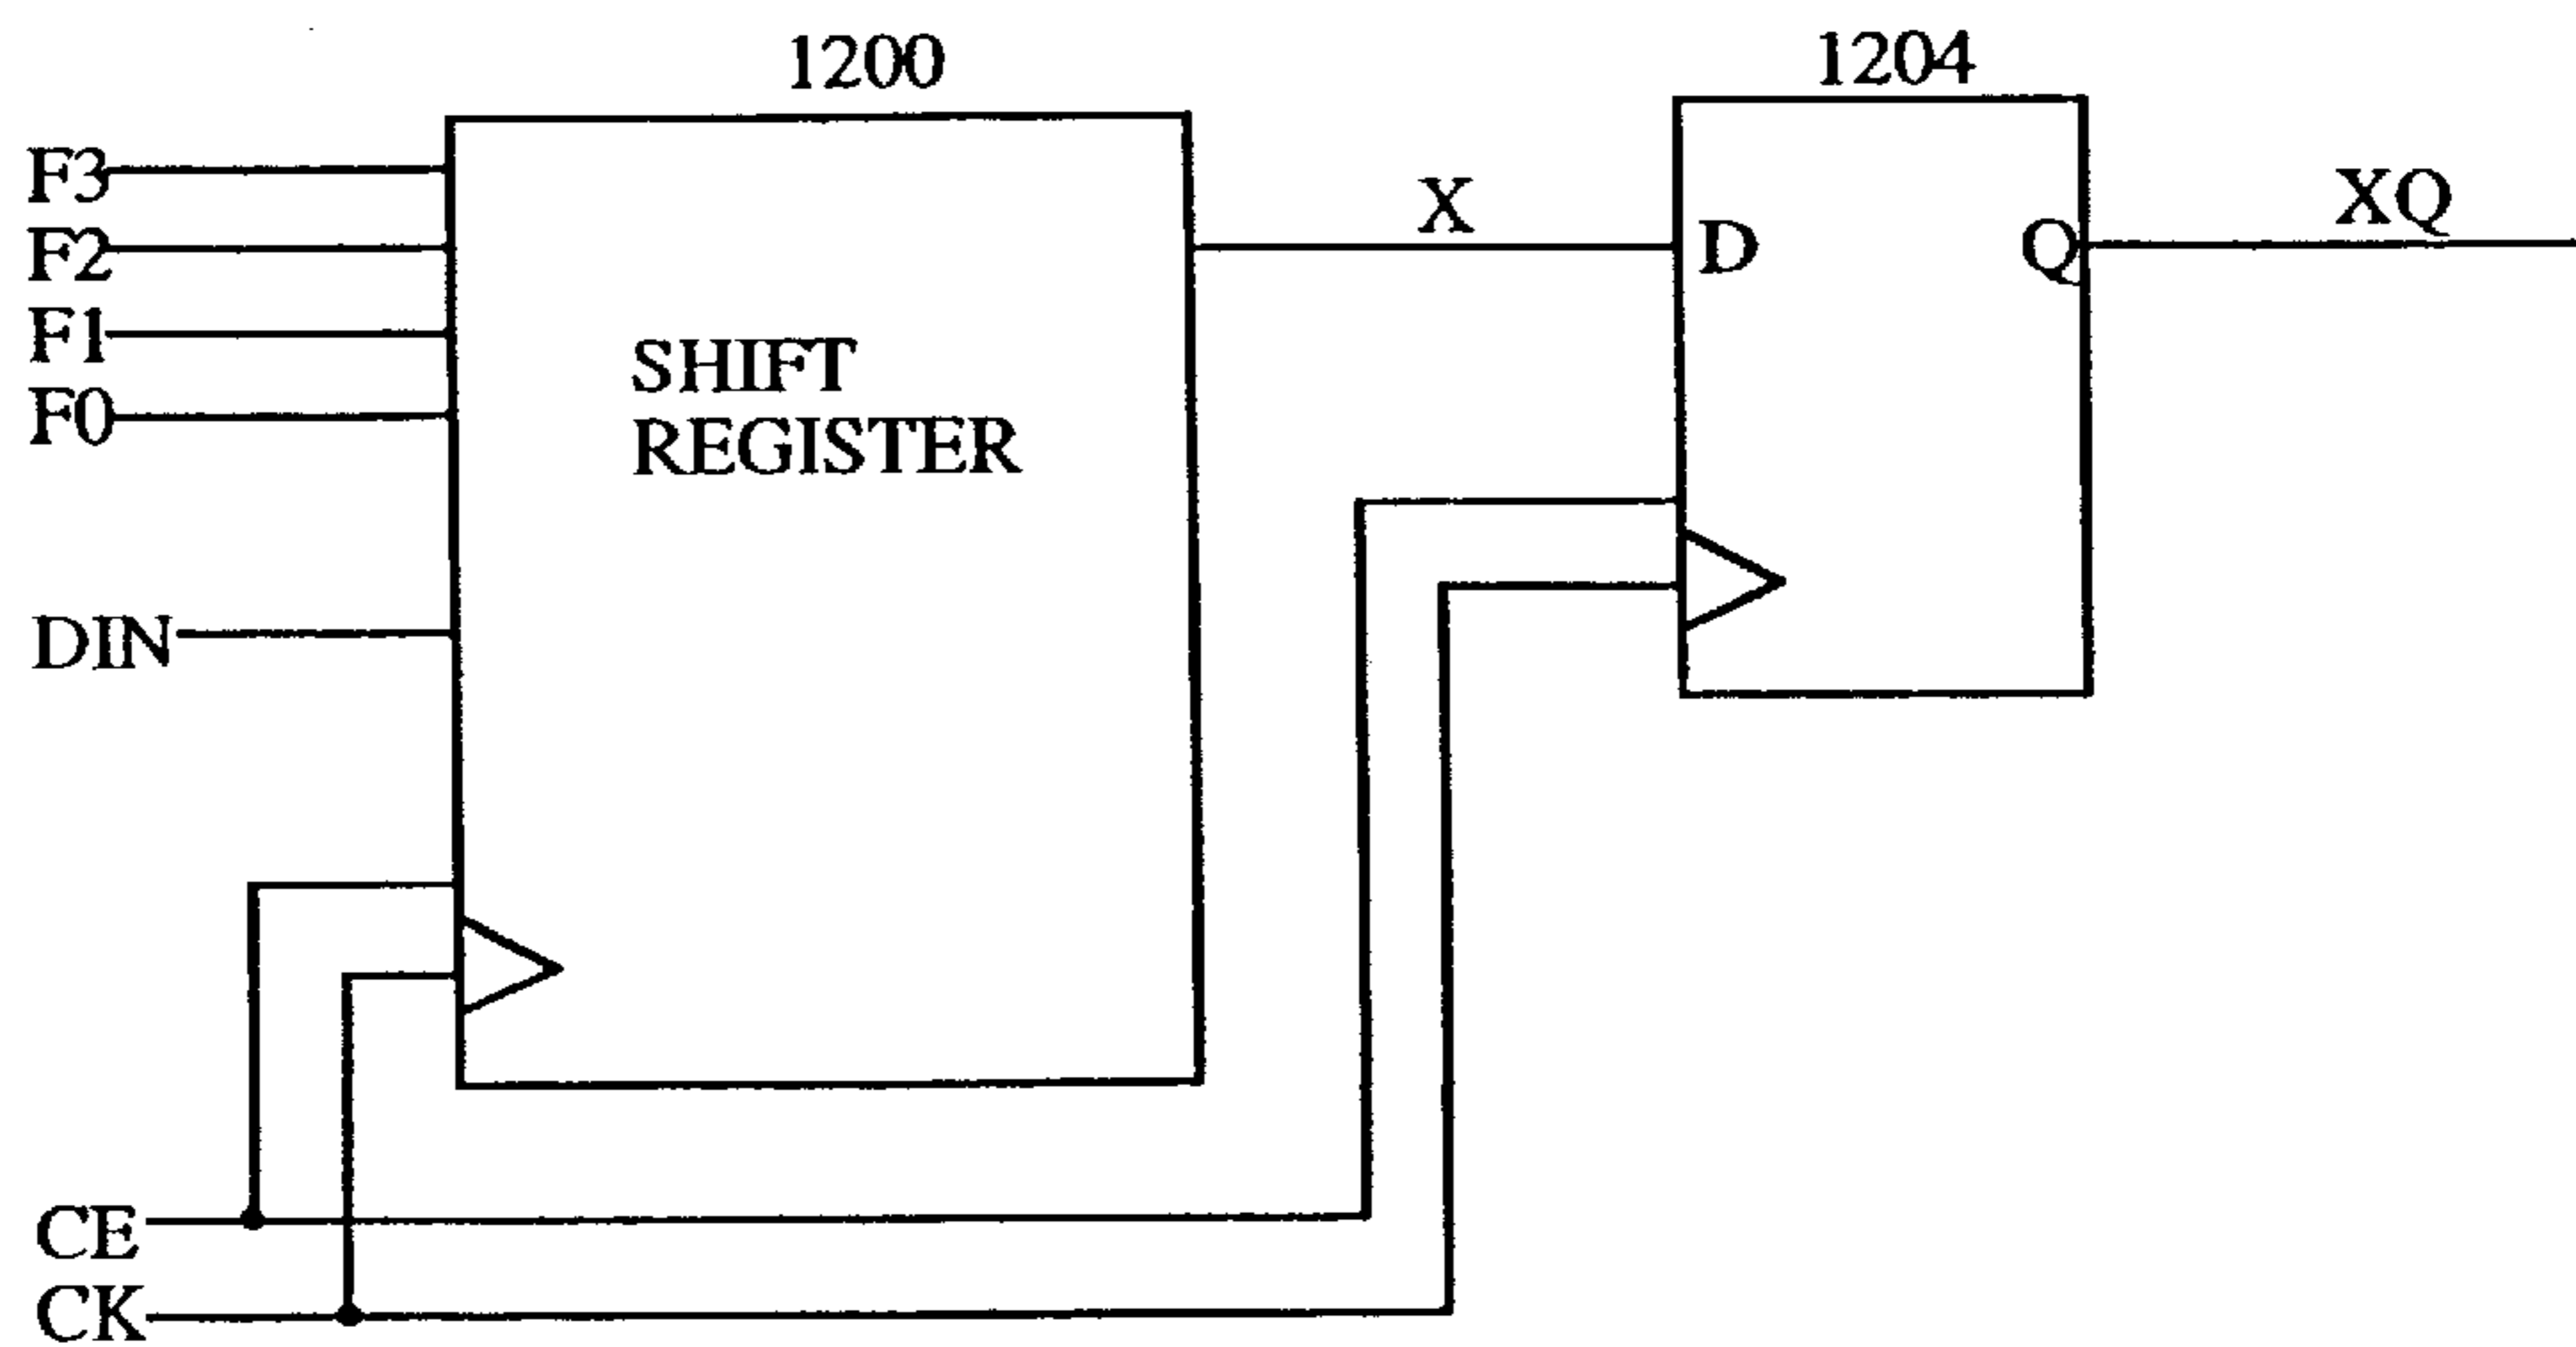 1200
1204
F3
F2
F1
F0
X
D
Q
XQ
SHIFT
REGISTER
DIN
CE
CK